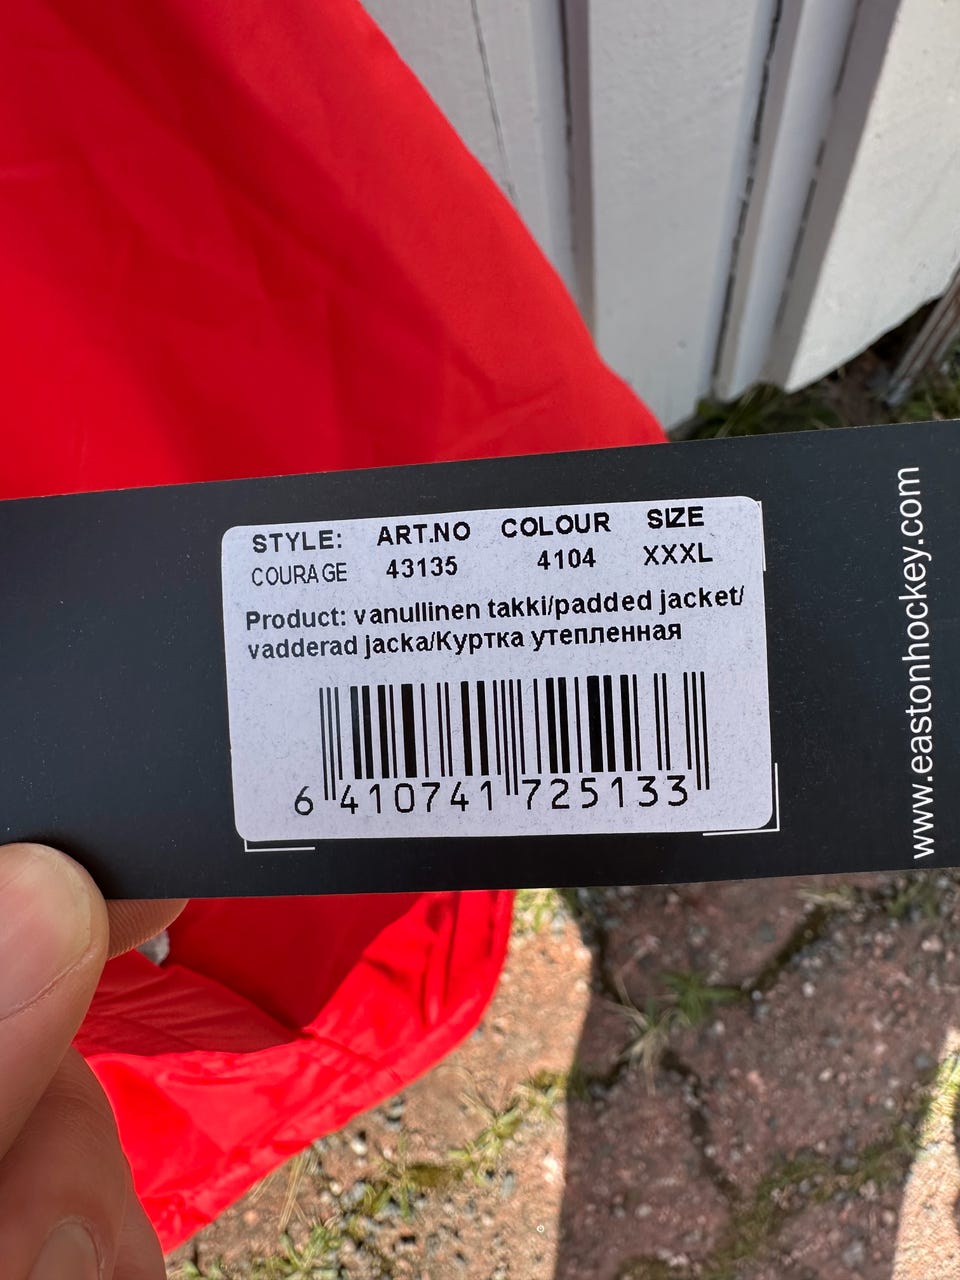 STYLE: ART.NO COLOUR SIZE
COURAGE 43135 4104 XXXL
Product: vanullinen takki/padded jacket/
vadderad jacka/Куртка утепленная
6 410741 725133
www.eastonhockey.com